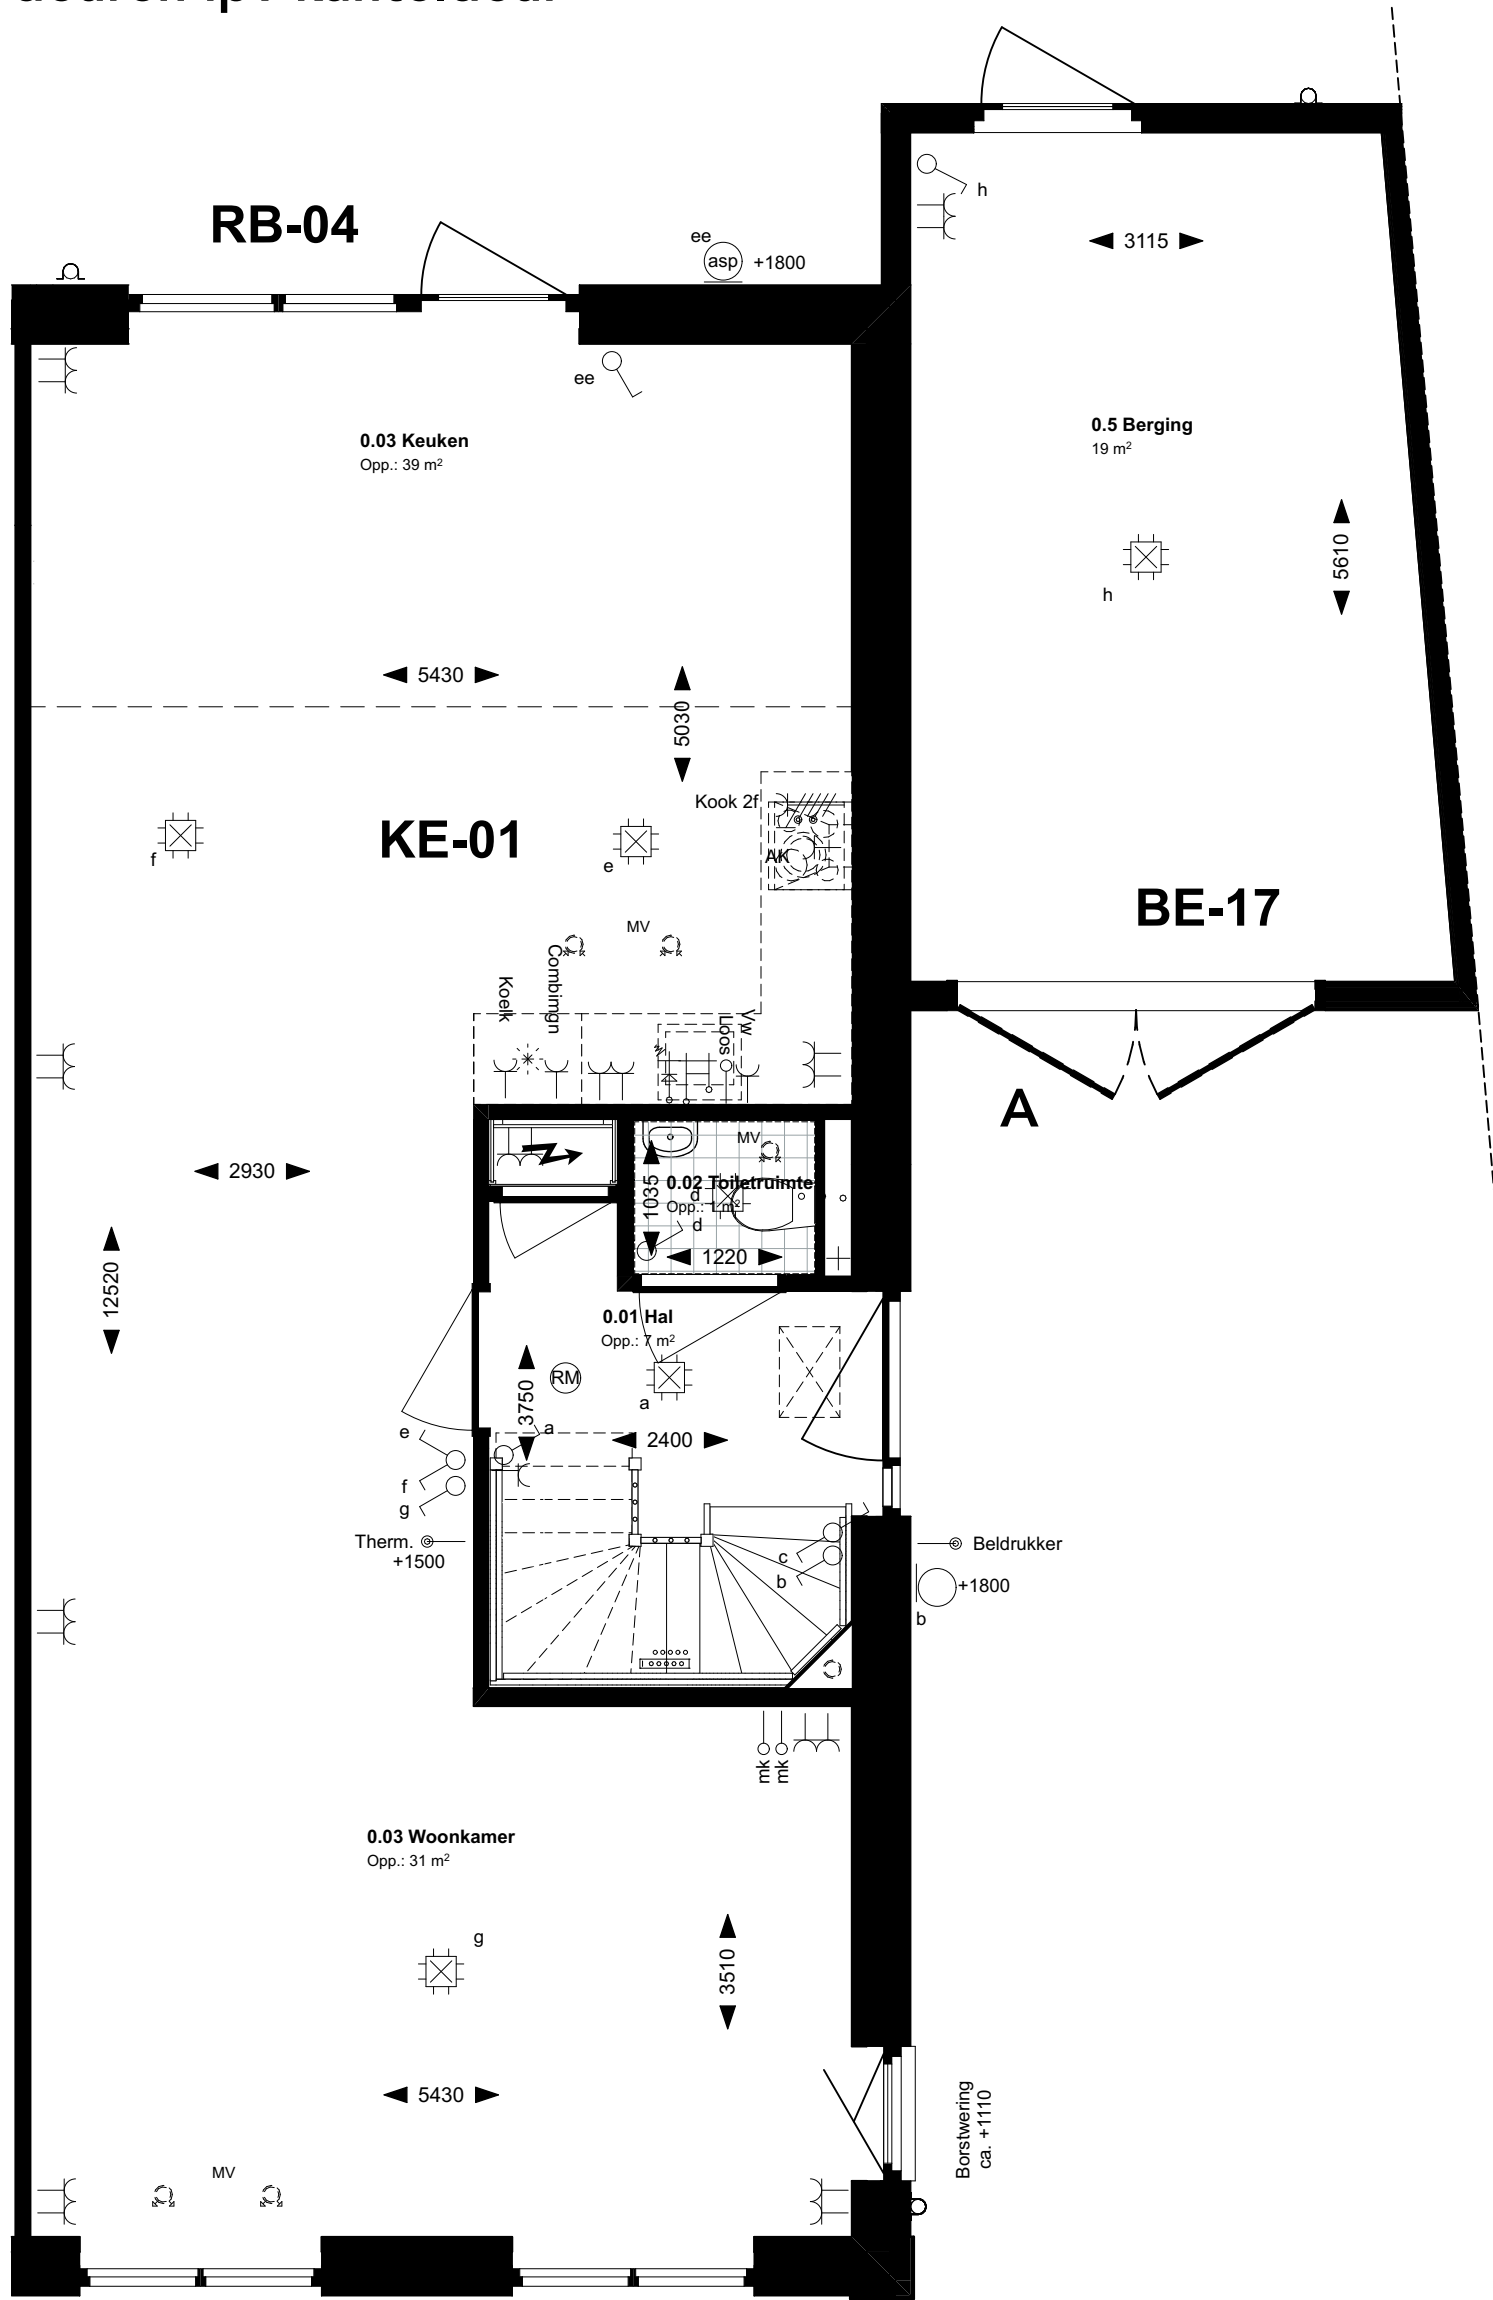 RB-04
ee
asp
+1800
h
3115
ee
0.03 Keuken
Opp.: 39 m²
0.5 Berging
19 m²
5610
h
5430
5030
Kook 2f
AK
KE-01
f
e
BE-17
MV
Koelk
Combimgn
Loos
Vw
A
MV
2930
1035
0.02 Toiletruimte
Opp.: 1 m²
d
d
1220
12520
0.01 Hal
Opp.: 7 m²
RM
3750
a
a
2400
e
f
g
Therm.
+1500
c
b
Beldrukker
+1800
b
mk
mk
0.03 Woonkamer
Opp.: 31 m²
g
3510
5430
Borstwering
ca. +1110
MV